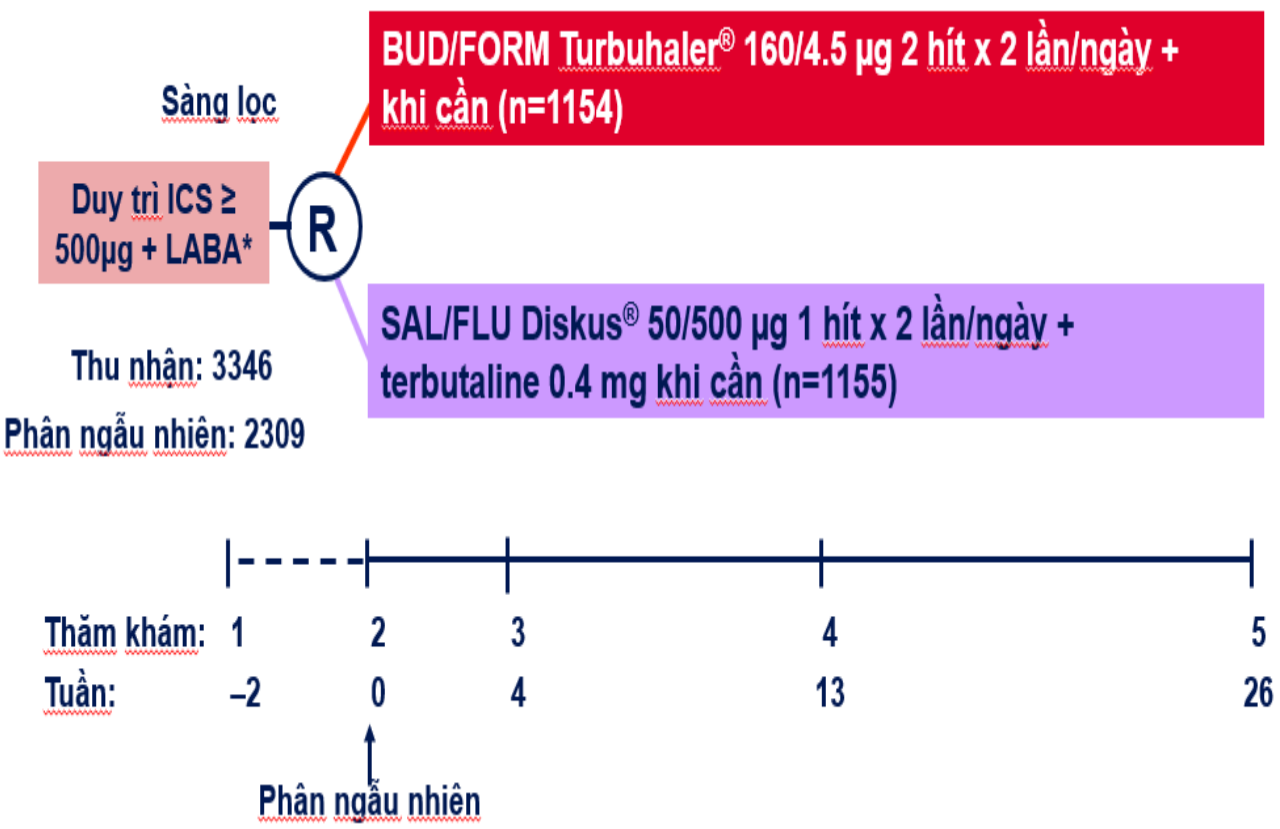 BUD/FORM Turbuhaler® 160/4.5 µg 2 hít x 2 lần/ngày +
khi cần (n=1154)
Sàng lọc
Duy trì ICS ≥
500µg + LABA*
R
SAL/FLU Diskus® 50/500 µg 1 hít x 2 lần/ngày +
terbutaline 0.4 mg khi cần (n=1155)
Thu nhận: 3346
Phân ngẫu nhiên: 2309
Thăm khám: 1 2 3 4 5
Tuần: –2 0 4 13 26
Phân ngẫu nhiên